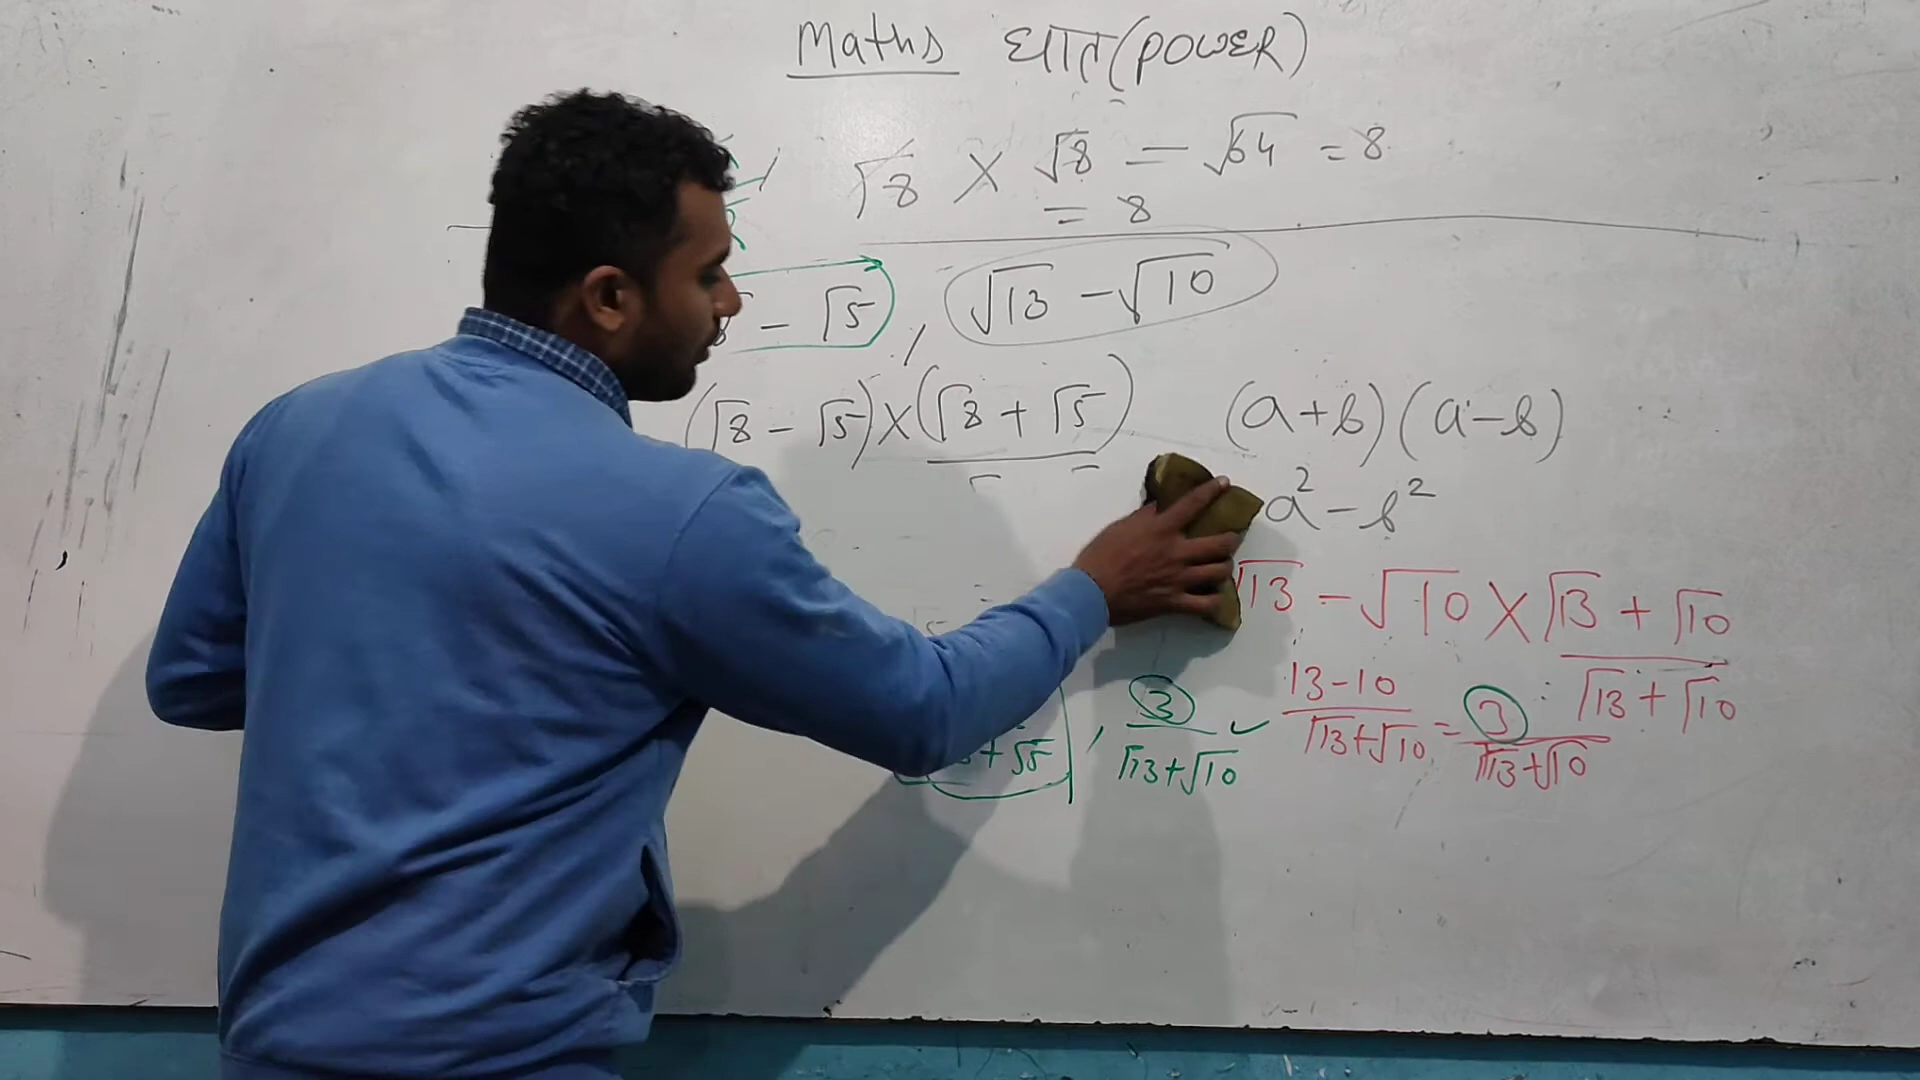 Maths घात (POWER)
√8 × √8 = √64 = 8
= 8
- √5 , √13 - √10
(√8 - √5) × (√8 + √5) (a+b) (a-b)
a² - b²
√13 - √10 × √13 + √10
√13 + √10
3 13-10 = 3
+ √5 , √13+√10 √13+√10 √13+√10